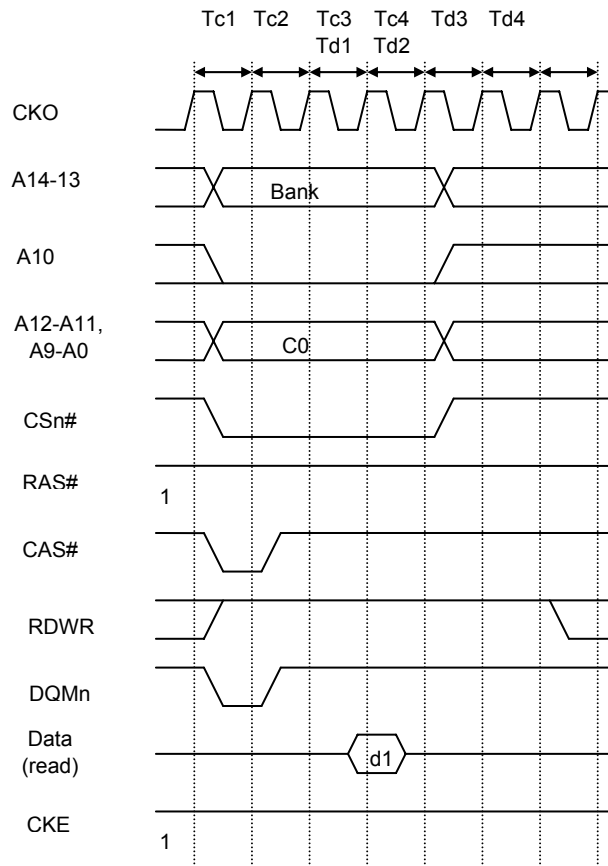 Tc1 Tc2 Tc3 Tc4 Td3 Td4
Td1 Td2
CKO
A14-13
Bank
A10
A12-A11,
A9-A0
C0
CSn#
RAS#
1
CAS#
RDWR
DQMn
Data
(read)
d1
CKE
1